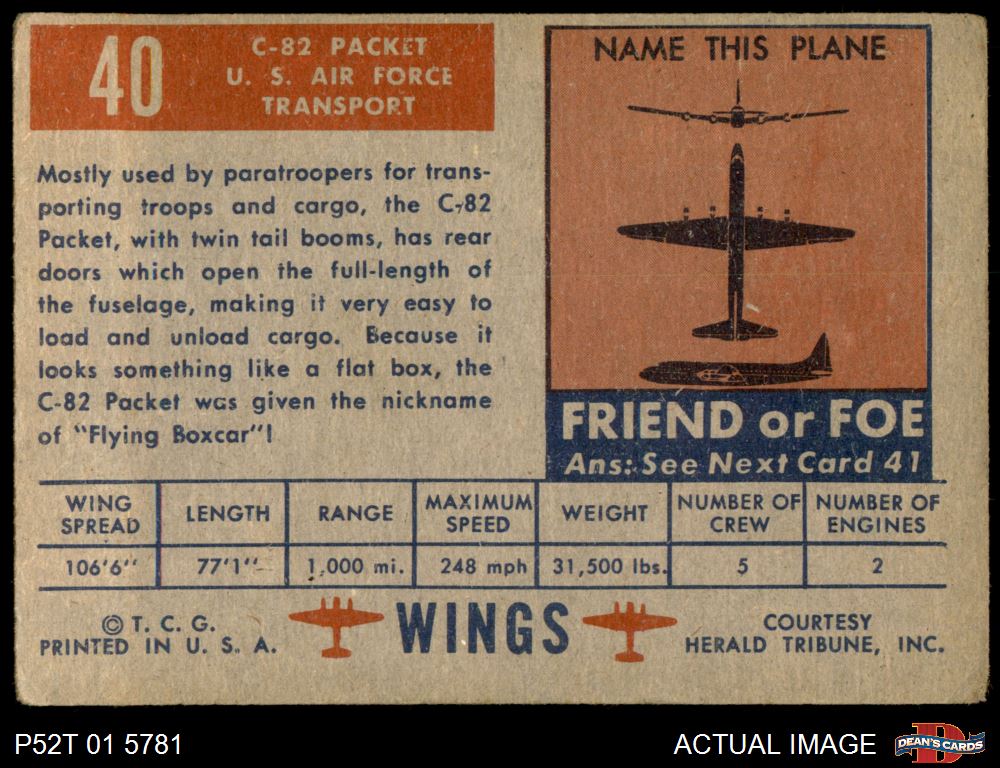 40
C-82 PACKET
U. S. AIR FORCE
TRANSPORT
Mostly used by paratroopers for trans-
porting troops and cargo, the C-82
Packet, with twin tail booms, has rear
doors which open the full-length of
the fuselage, making it very easy to
load and unload cargo. Because it
looks something like a flat box, the
C-82 Packet was given the nickname
of "Flying Boxcar"!
NAME THIS PLANE
FRIEND or FOE
Ans: See Next Card 41
WING SPREAD
LENGTH
RANGE
MAXIMUM SPEED
WEIGHT
NUMBER OF CREW
NUMBER OF ENGINES
106'6''
77'1''
1,000 mi.
248 mph
31,500 lbs.
5
2
© T. C. G.
PRINTED IN U. S. A.
WINGS
COURTESY
HERALD TRIBUNE, INC.
P52T 01 5781
ACTUAL IMAGE
D
DEAN'S CARDS